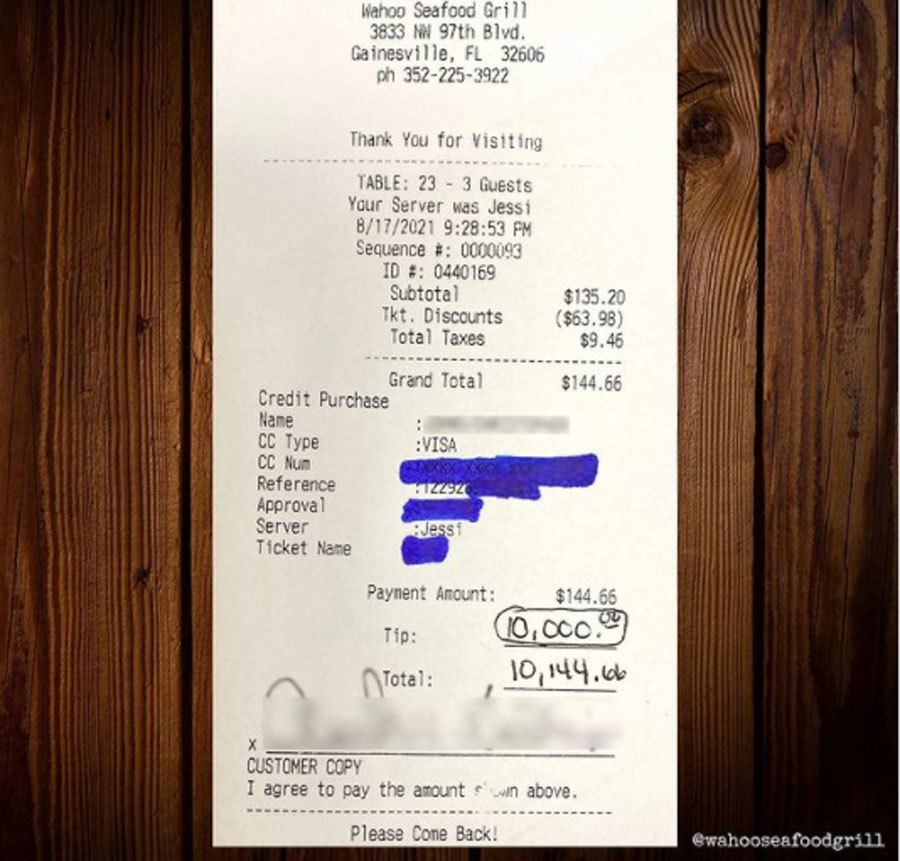 Wahoo Seafood Grill
3833 NW 97th Blvd.
Gainesville, FL 32606
ph 352-225-3922
Thank You for Visiting
TABLE: 23 - 3 Guests
Your Server was Jessi
8/17/2021 9:28:53 PM
Sequence #: 0000093
ID #: 0440169
Subtotal $135.20
Tkt. Discounts ($63.98)
Total Taxes $9.46
Grand Total $144.66
Credit Purchase
Name :
CC Type :VISA
CC Num
Reference
Approval
Server :Jessi
Ticket Name
Payment Amount: $144.66
Tip: 10,000.00
Total: 10,144.66
x
CUSTOMER COPY
I agree to pay the amount above.
Please Come Back!
@wahooseafoodgrill